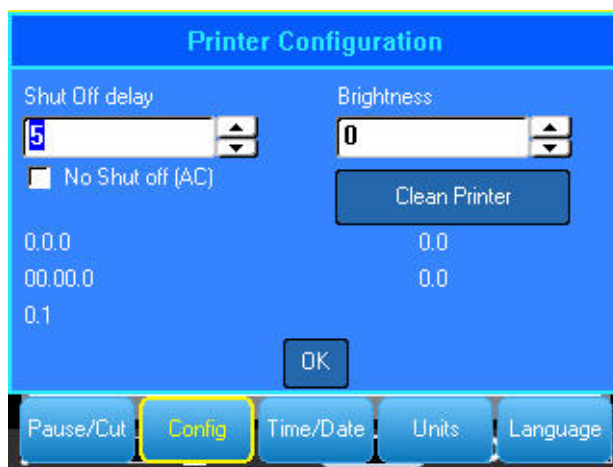 Printer Configuration
Shut Off delay
Brightness
5
0
No Shut off (AC)
Clean Printer
0.0.0
0.0
00.00.0
0.0
0.1
OK
Pause/Cut
Config
Time/Date
Units
Language